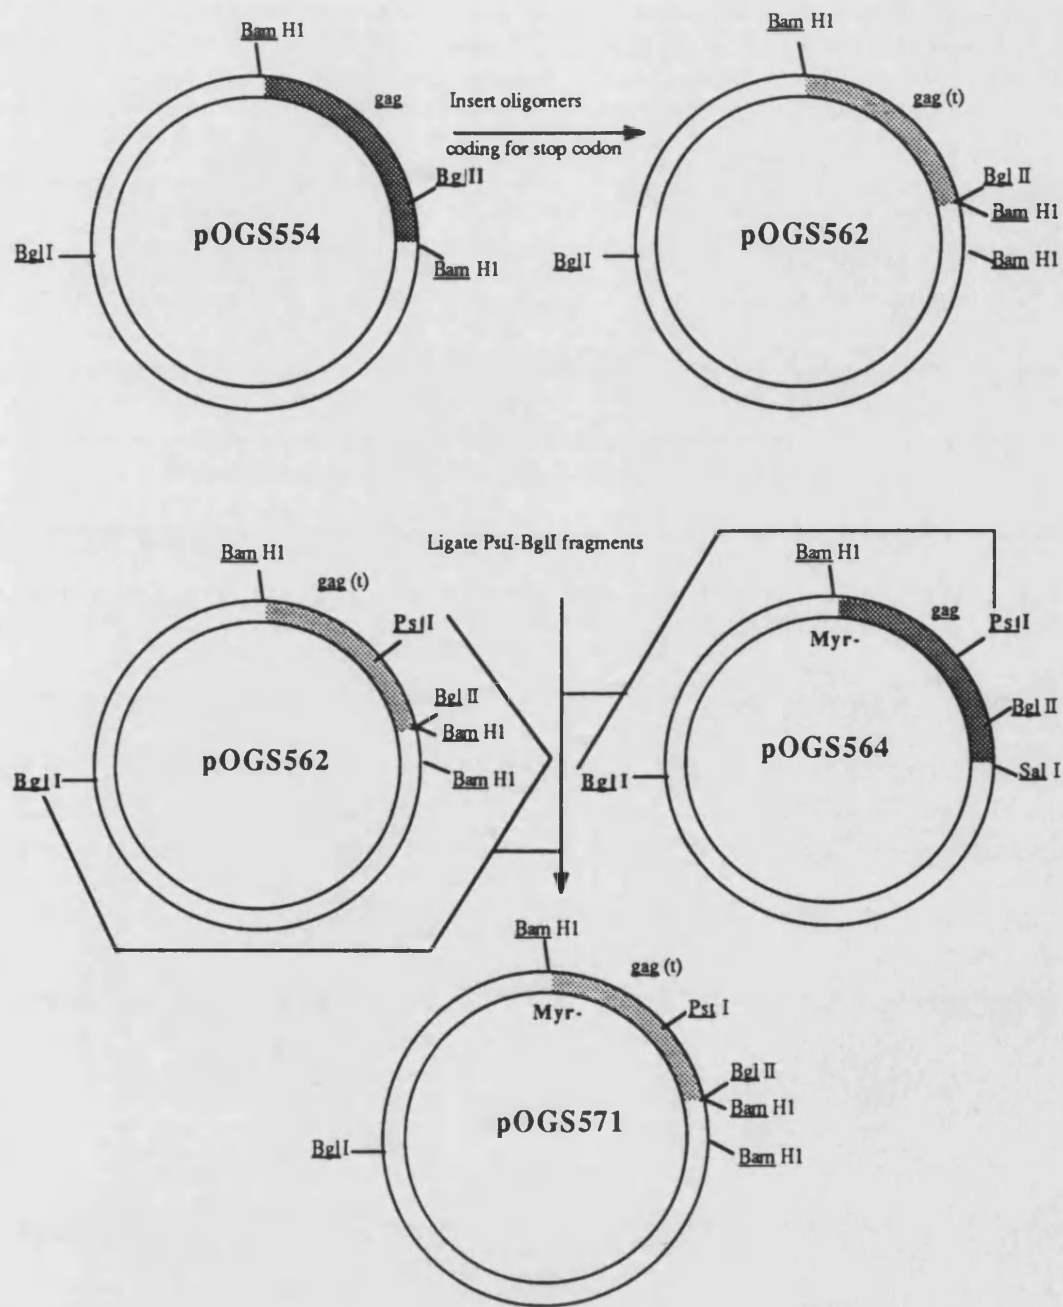 Bam H1
gag
Bgl II
pOGS554
Bgl I
Bam H1
Insert oligomers
coding for stop codon
Bam H1
gag (t)
Bgl II
Bam H1
pOGS562
Bgl I
Bam H1
Ligate PstI-BglI fragments
Bam H1
gag (t)
PstI
Bgl II
Bam H1
pOGS562
Bgl I
Bam H1
Bam H1
gag
PstI
Myr-
Bgl II
pOGS564
Bgl I
Sal I
Bam H1
gag (t)
Myr-
Pst I
Bgl II
Bam H1
pOGS571
Bgl I
Bam H1